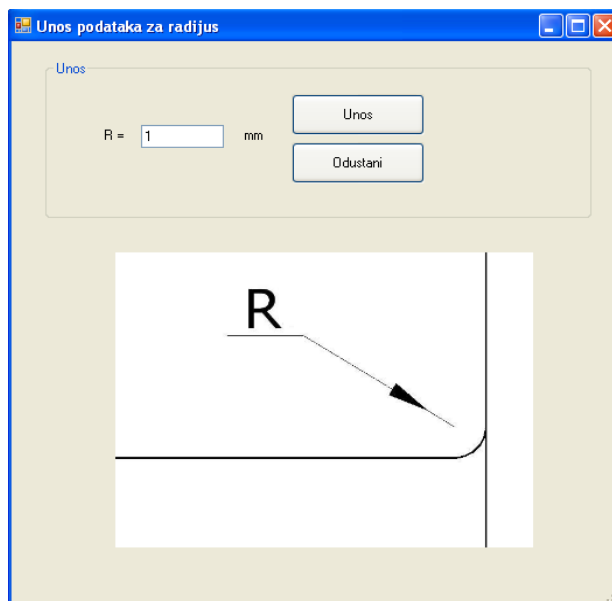 Unos podataka za radijus
Unos
R = 1 mm
Unos
Odustani
R